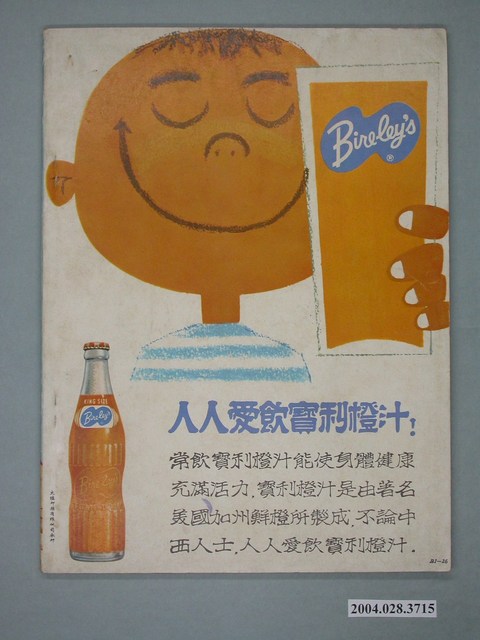 Bireley's
®
KING SIZE
Bireley's
人人愛飲寶利橙汁!
常飲寶利橙汁能使身體健康
充滿活力.寶利橙汁是由著名
美國加州鮮橙所製成.不論中
西人士,人人愛飲寶利橙汁.
2004.028.3715